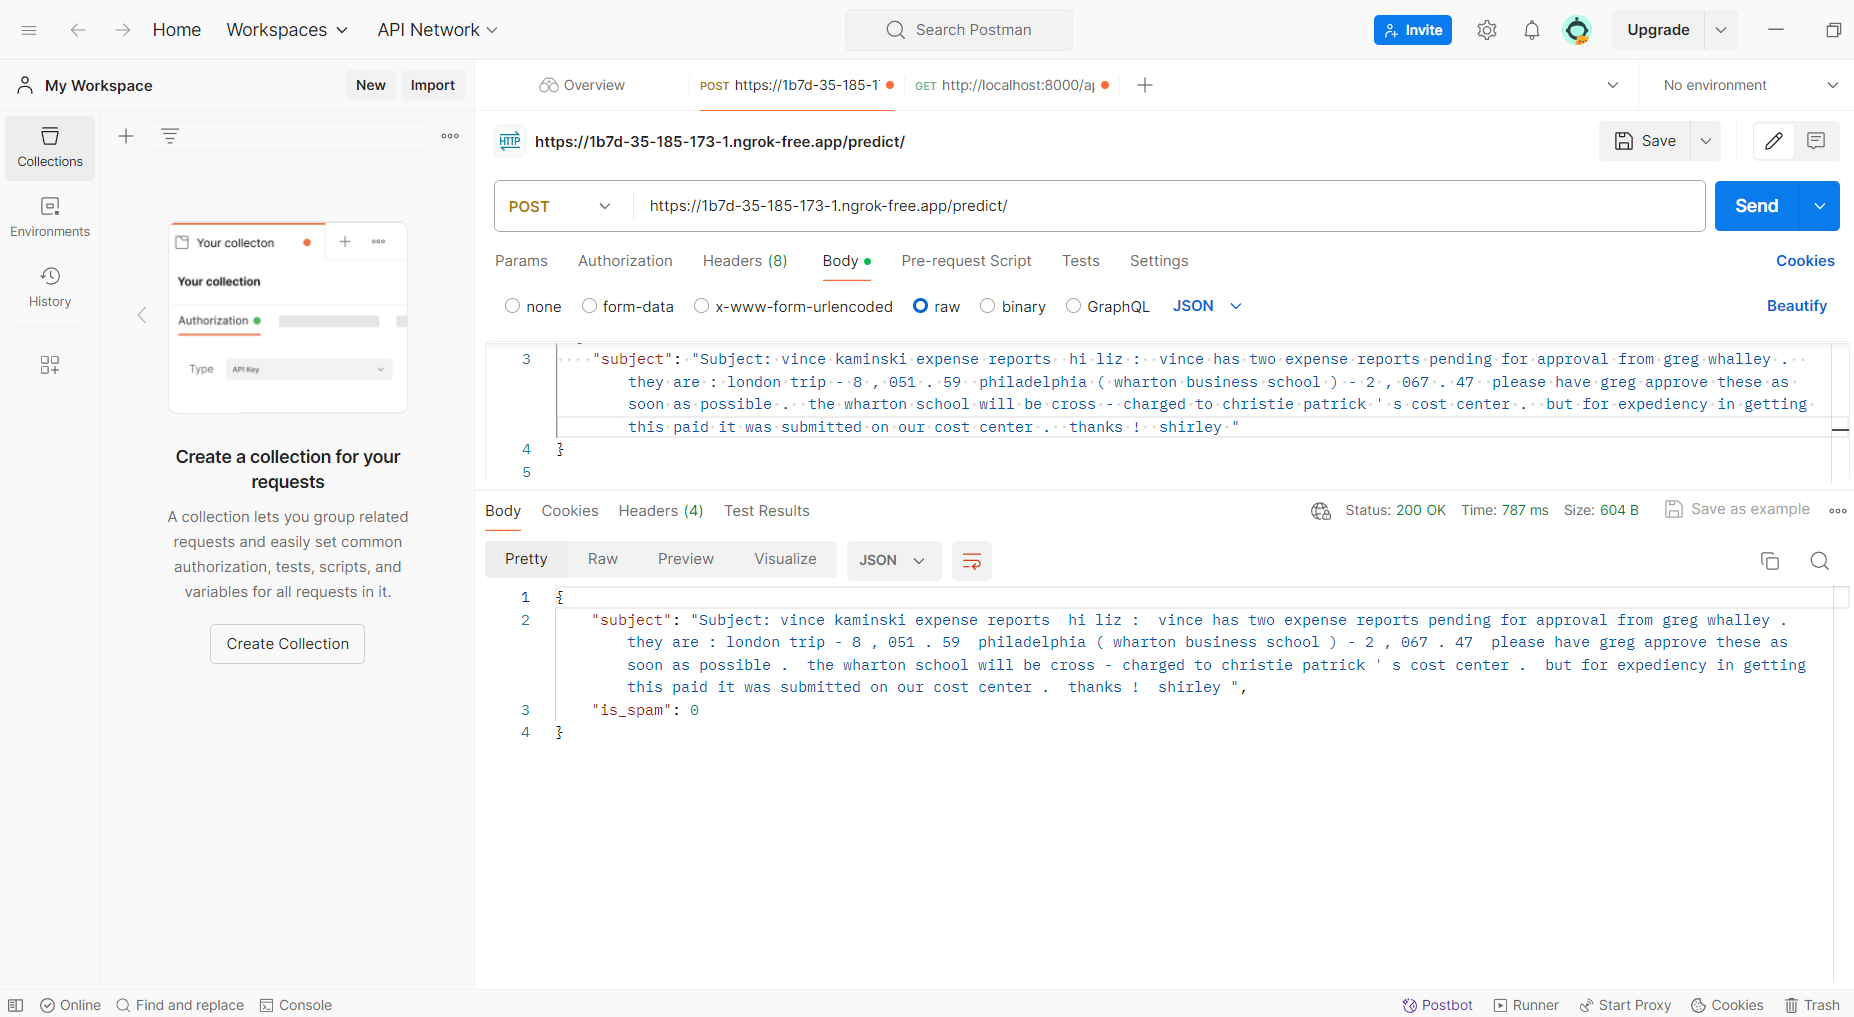 Home Workspaces API Network Search Postman Invite Upgrade
My Workspace New Import Overview POST https://1b7d-35-185-1 GET http://localhost:8000/a No environment
Collections
Environments
History
Your collecton
Your collection
Authorization
Type API Key
Create a collection for your
requests
A collection lets you group related
requests and easily set common
authorization, tests, scripts, and
variables for all requests in it.
Create Collection
HTTP https://1b7d-35-185-173-1.ngrok-free.app/predict/ Save
POST https://1b7d-35-185-173-1.ngrok-free.app/predict/ Send
Params Authorization Headers (8) Body Pre-request Script Tests Settings Cookies
none form-data x-www-form-urlencoded raw binary GraphQL JSON Beautify
3 "subject": "Subject: vince kaminski expense reports  hi liz :  vince has two expense reports pending for approval from greg whalley .
they are : london trip - 8 , 051 . 59  philadelphia ( wharton business school ) - 2 , 067 . 47  please have greg approve these as
soon as possible .  the wharton school will be cross - charged to christie patrick ' s cost center .  but for expediency in getting
this paid it was submitted on our cost center .  thanks !  shirley "
4 }
5
Body Cookies Headers (4) Test Results Status: 200 OK Time: 787 ms Size: 604 B Save as example
Pretty Raw Preview Visualize JSON
1 {
2 "subject": "Subject: vince kaminski expense reports  hi liz :  vince has two expense reports pending for approval from greg whalley .
they are : london trip - 8 , 051 . 59  philadelphia ( wharton business school ) - 2 , 067 . 47  please have greg approve these as
soon as possible .  the wharton school will be cross - charged to christie patrick ' s cost center .  but for expediency in getting
this paid it was submitted on our cost center .  thanks !  shirley ",
3 "is_spam": 0
4 }
Online Find and replace Console Postbot Runner Start Proxy Cookies Trash